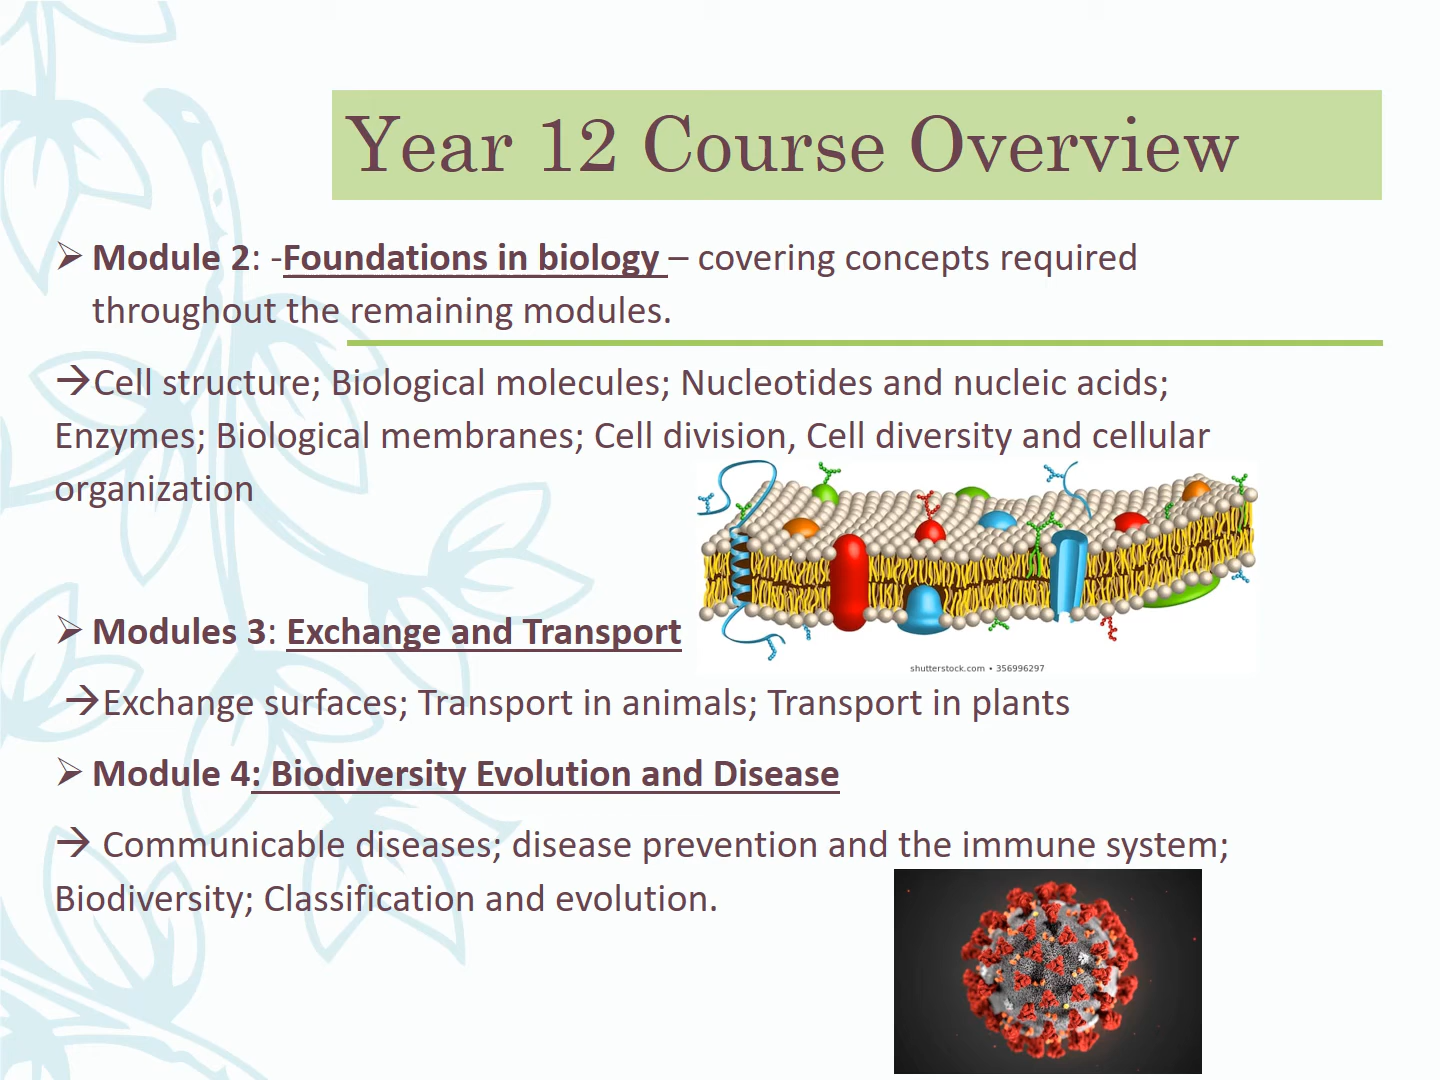 Year 12 Course Overview
➢ Module 2: -Foundations in biology – covering concepts required
throughout the remaining modules.
→Cell structure; Biological molecules; Nucleotides and nucleic acids;
Enzymes; Biological membranes; Cell division, Cell diversity and cellular
organization
shutterstock.com • 356996297
➢ Modules 3: Exchange and Transport
→Exchange surfaces; Transport in animals; Transport in plants
➢ Module 4: Biodiversity Evolution and Disease
→ Communicable diseases; disease prevention and the immune system;
Biodiversity; Classification and evolution.